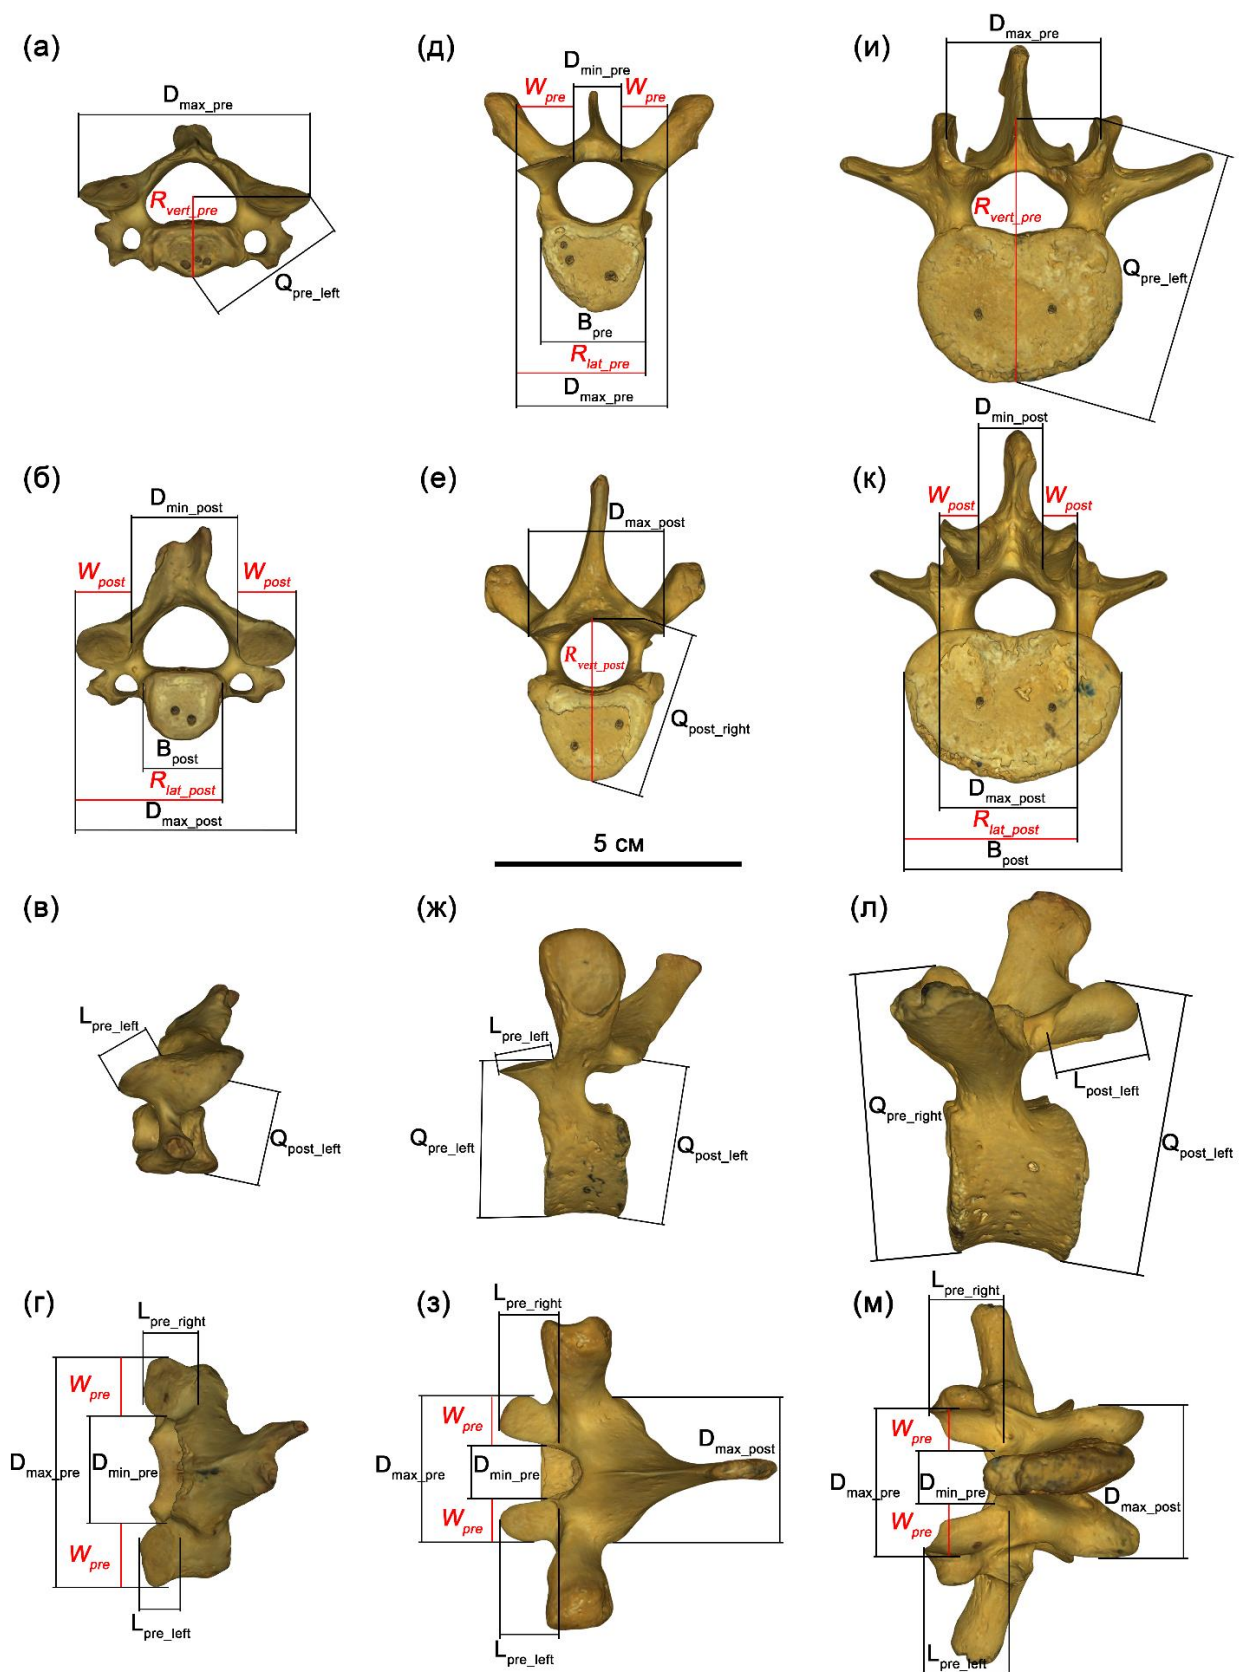 (а)
D max_pre
R vert_pre
Q pre_left
(д)
D min_pre
W pre
W pre
B pre
R lat_pre
D max_pre
(и)
D max_pre
R vert_pre
Q pre_left
(б)
D min_post
W post
W post
B post
R lat_post
D max_post
(е)
D max_post
R vert_post
Q post_right
5 см
(к)
D min_post
W post
W post
D max_post
R lat_post
B post
(в)
L pre_left
Q post_left
(ж)
L pre_left
Q pre_left
Q post_left
(л)
Q pre_right
L post_left
Q post_left
(г)
L pre_right
W pre
D max_pre
D min_pre
W pre
L pre_left
(з)
L pre_right
W pre
D max_pre
D min_pre
D max_post
W pre
L pre_left
(м)
L pre_right
W pre
D max_pre
D min_pre
D max_post
W pre
L pre_left